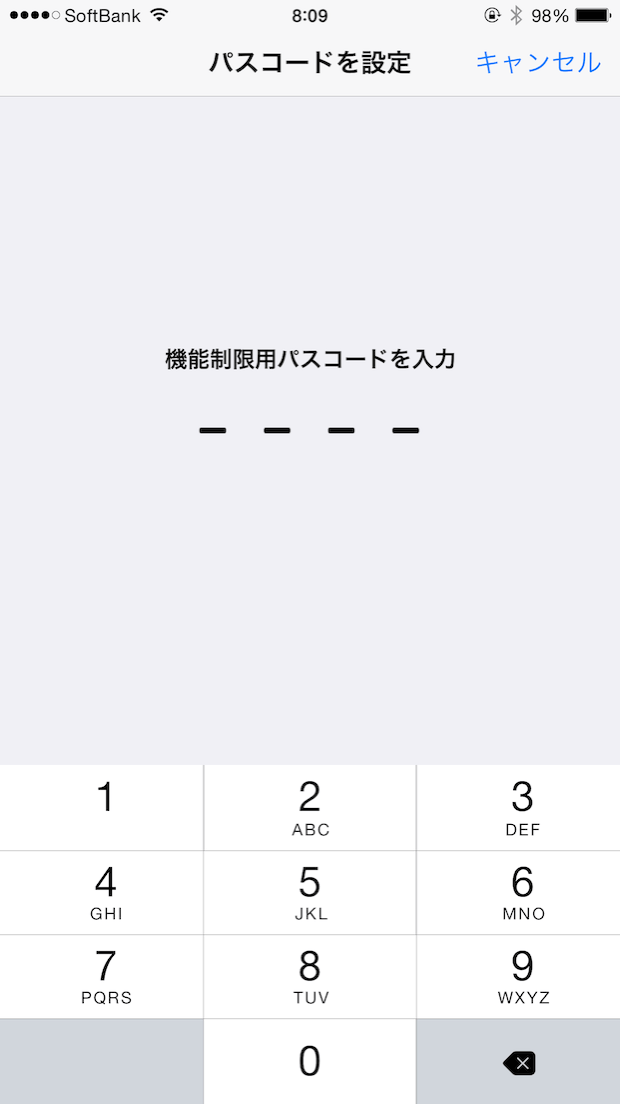 SoftBank 8:09 98%
パスコードを設定 キャンセル
機能制限用パスコードを入力
1 2 3
ABC DEF
4 5 6
GHI JKL MNO
7 8 9
PQRS TUV WXYZ
0